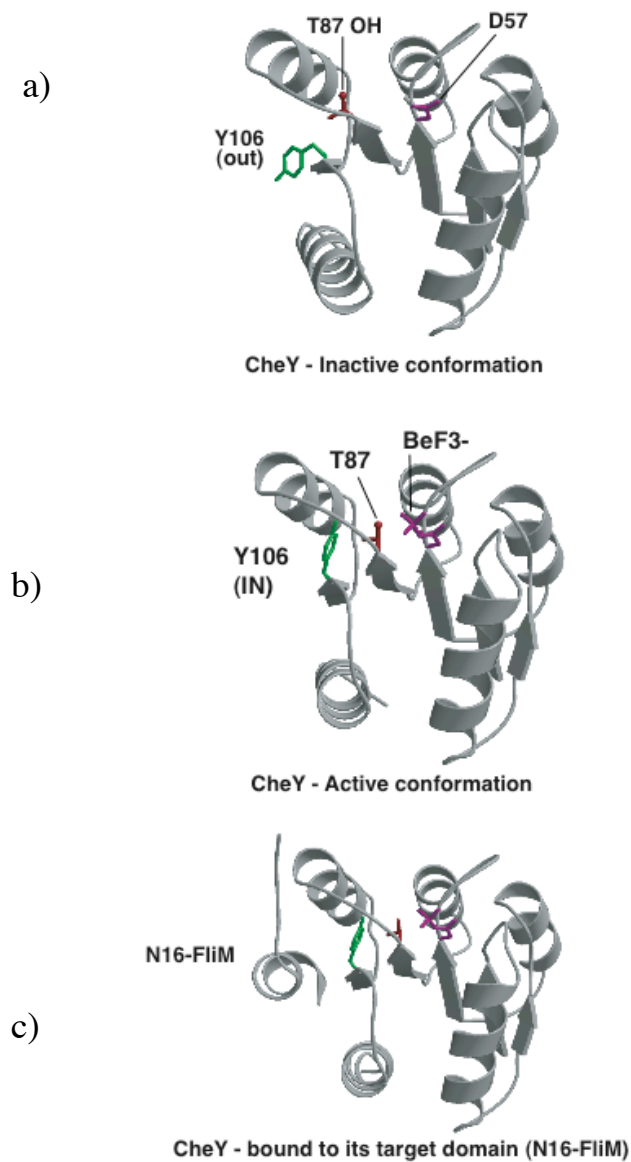 a)
T87 OH
D57
Y106
(out)
CheY - Inactive conformation
b)
BeF3-
T87
Y106
(IN)
CheY - Active conformation
c)
N16-FliM
CheY - bound to its target domain (N16-FliM)